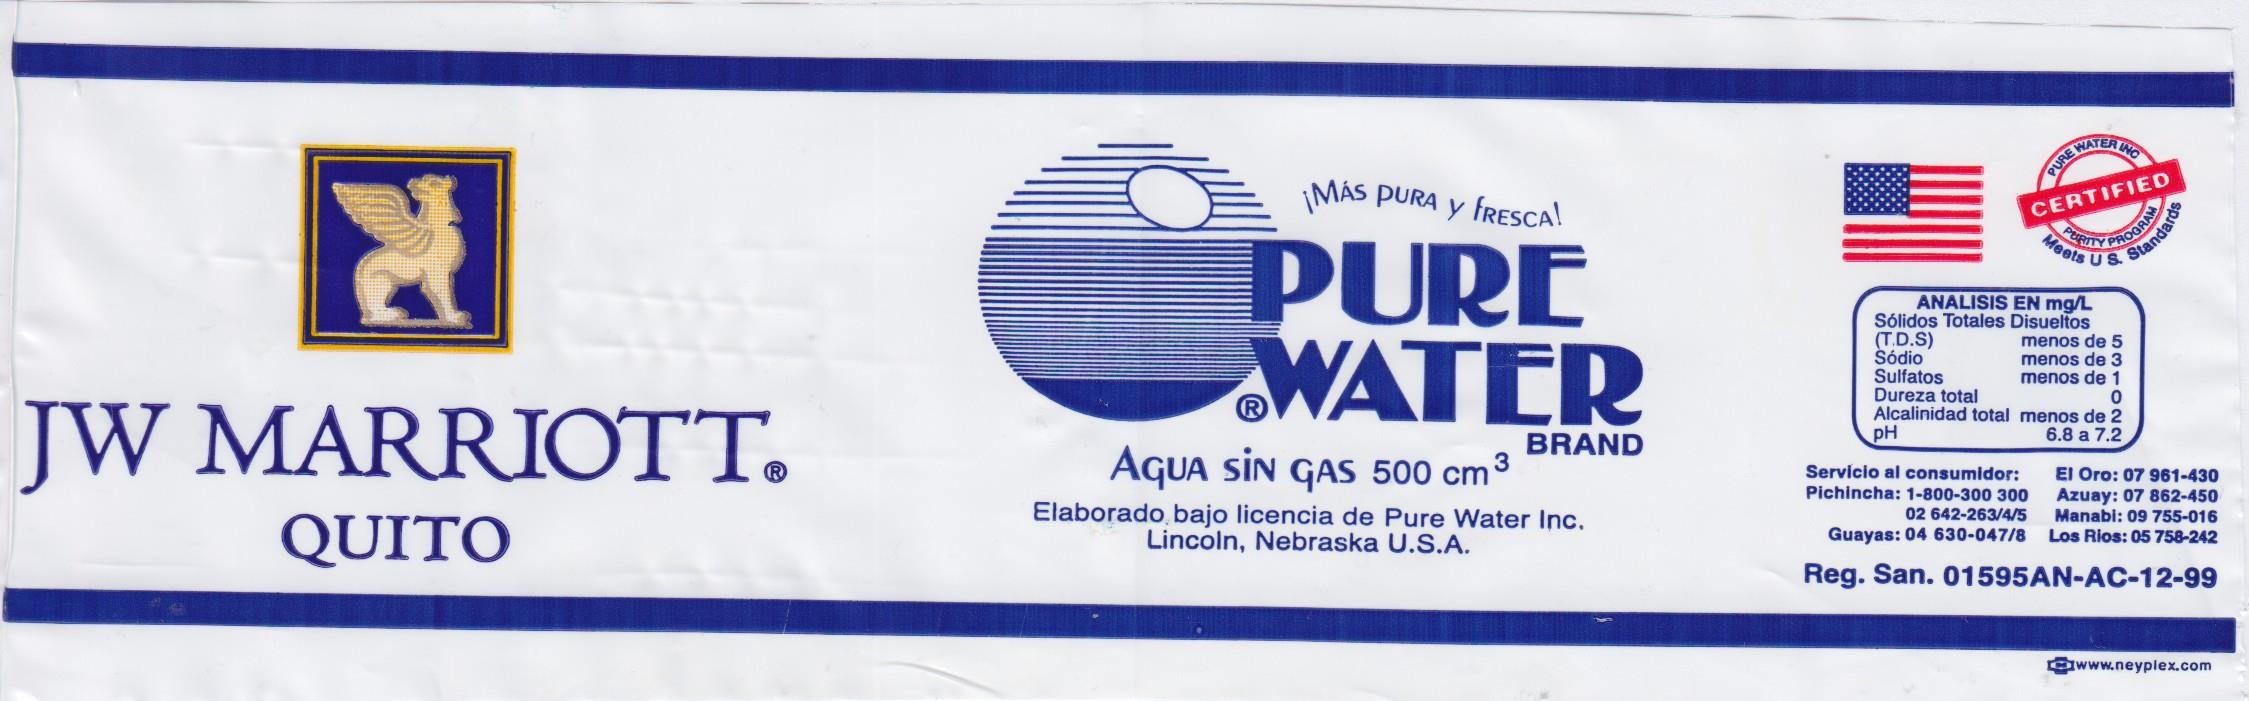 JW MARRIOTT®
QUITO
¡MÁS PURA Y FRESCA!
PURE
WATER®
BRAND
AGUA SIN GAS 500 cm³
Elaborado bajo licencia de Pure Water Inc.
Lincoln, Nebraska U.S.A.
PURE WATER INC
CERTIFIED
PURITY PROGRAM
Meets U S. Standards
ANALISIS EN mg/L
Sólidos Totales Disueltos
(T.D.S) menos de 5
Sódio menos de 3
Sulfatos menos de 1
Dureza total 0
Alcalinidad total menos de 2
pH 6.8 a 7.2
Servicio al consumidor: El Oro: 07 961-430
Pichincha: 1-800-300 300 Azuay: 07 862-450
02 642-263/4/5 Manabi: 09 755-016
Guayas: 04 630-047/8 Los Rios: 05 758-242
Reg. San. 01595AN-AC-12-99
www.neyplex.com